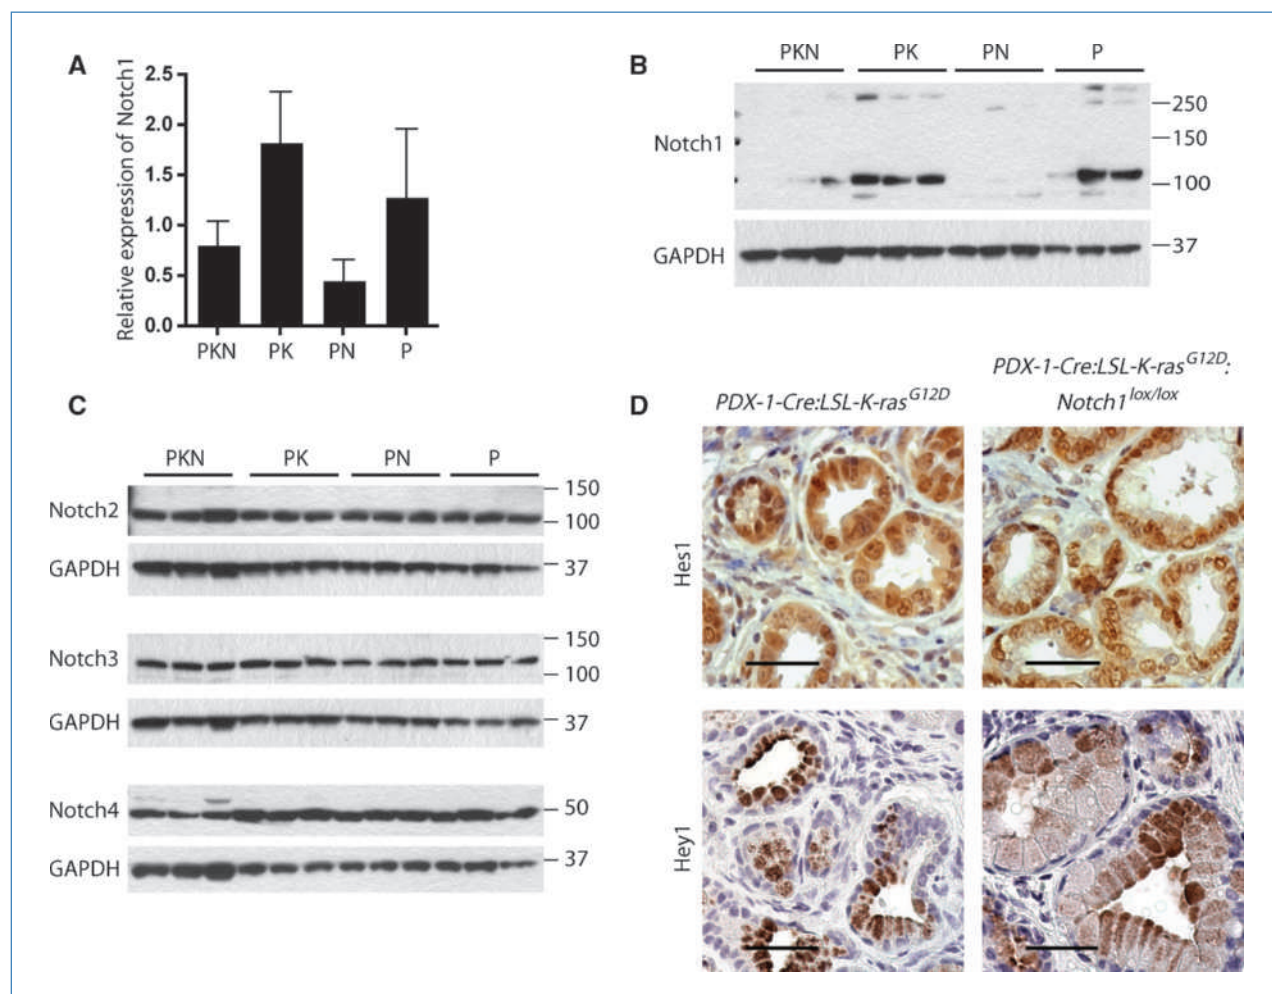 A
Relative expression of Notch1
2.5
2.0
1.5
1.0
0.5
0.0
PKN PK PN P
B
PKN PK PN P
Notch1
250
150
100
GAPDH
37
C
PKN PK PN P
Notch2
150
100
GAPDH
37
Notch3
150
100
GAPDH
37
Notch4
50
GAPDH
37
D
PDX-1-Cre:LSL-K-ras^G12D
PDX-1-Cre:LSL-K-ras^G12D:
Notch1^lox/lox
Hes1
Hey1